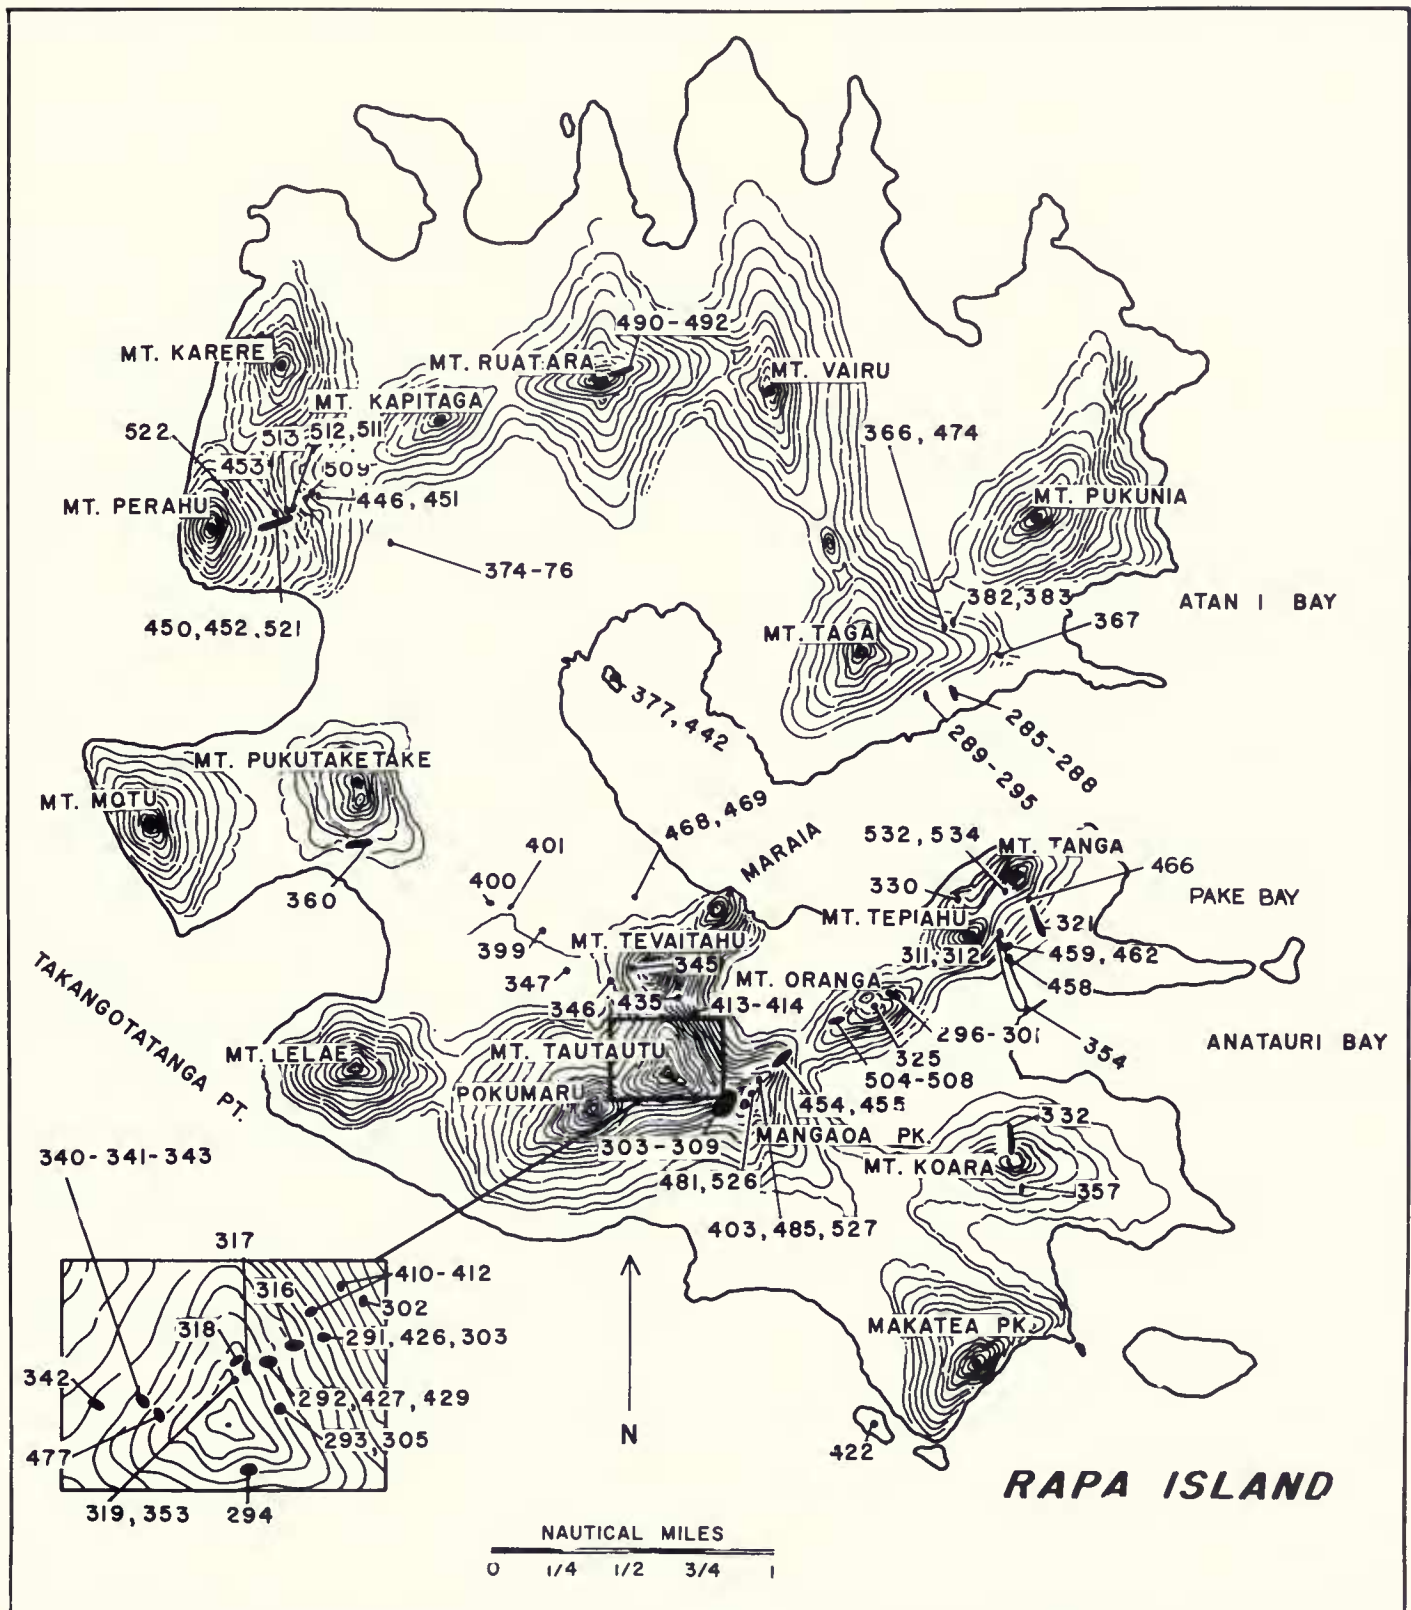 490-492
MT. KARERE
MT. RUATARA
MT. VAIRU
MT. KAPITAGA
522
513
512, 511
366, 474
453
509
MT. PERAHU
446, 451
MT. PUKUNIA
374-76
450, 452, 521
382, 383
ATAN I BAY
367
MT. TAGA
377, 442
285-288
289-295
MT. PUKUTAKETAKE
MT. MOTU
468, 469
MARAIA
532, 534
MT. TANGA
401
400
466
360
330
PAKE BAY
MT. TEPIAHU
321
399
MT. TEVAITAHU
311, 312
459, 462
345
MT. ORANGA
347
458
346
435
413-414
TAKANGOTATANGA PT.
296-301
354
ANATAURI BAY
MT. LELAE
MT. TAUTAUTU
325
504-508
POKUMARU
454, 455
332
303-309
MANGAOA PK.
340-341-343
MT. KOARA
481, 526
357
403, 485, 527
317
410-412
316
302
318
291, 426, 303
MAKATEA PK.
342
292, 427, 429
293, 305
477
N
422
319, 353
294
RAPA ISLAND
NAUTICAL MILES
0 1/4 1/2 3/4 1